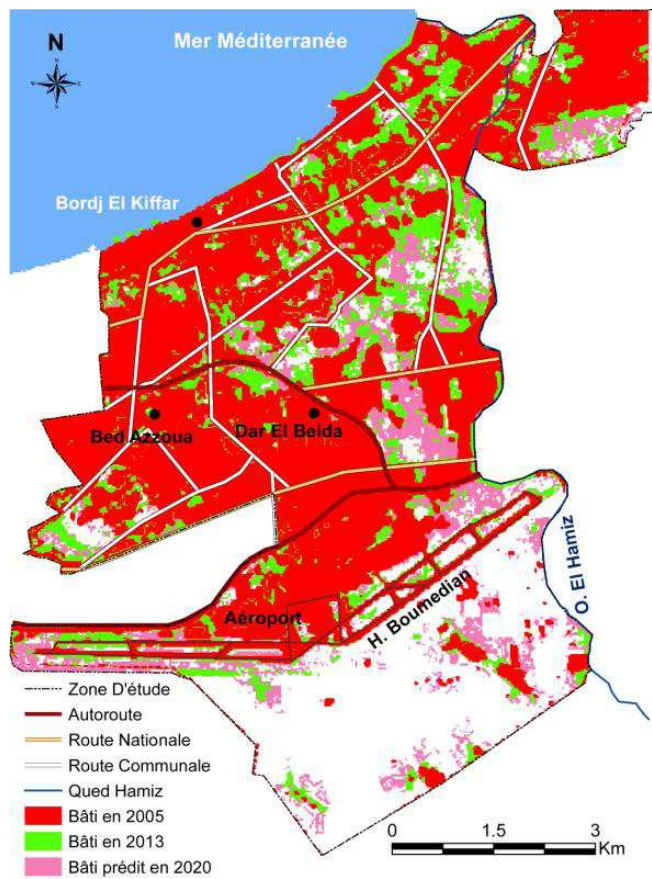 Mer Méditerranée
N
Bordj El Kiffar
Bed Azzoua
Dar El Beida
O. El Hamiz
Aéroport
H. Boumedian
Zone D'étude
Autoroute
Route Nationale
Route Communale
Qued Hamiz
Bâti en 2005
Bâti en 2013
Bâti prédit en 2020
0 1.5 3
Km